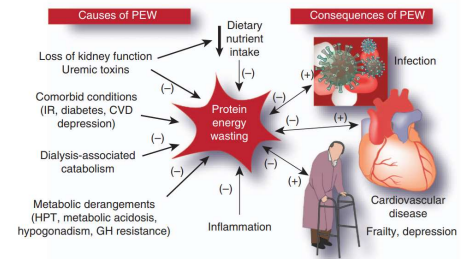 Causes of PEW
Dietary
nutrient
intake
Consequences of PEW
Loss of kidney function
Uremic toxins
(–)
(–)
(+)
Infection
Comorbid conditions
(IR, diabetes, CVD
depression)
(–)
Protein
energy
wasting
(–)
(–)
(+)
Dialysis-associated
catabolism
(–)
(–)
(–)
(–)
(+)
Metabolic derangements
(HPT, metabolic acidosis,
hypogonadism, GH resistance)
Inflammation
Cardiovascular
disease
Frailty, depression